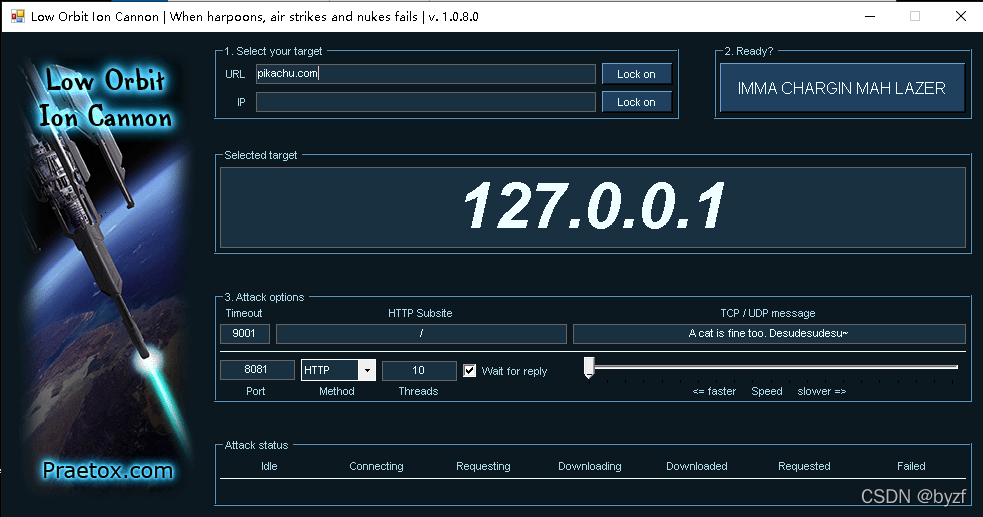 Low Orbit Ion Cannon | When harpoons, air strikes and nukes fails | v. 1.0.8.0
Low Orbit
Ion Cannon
1. Select your target
URL pikachu.com Lock on
IP Lock on
2. Ready?
IMMA CHARGIN MAH LAZER
Selected target
127.0.0.1
3. Attack options
Timeout HTTP Subsite TCP / UDP message
9001 / A cat is fine too. Desudesudesu~
8081 HTTP 10 Wait for reply
Port Method Threads <= faster Speed slower =>
Attack status
Idle Connecting Requesting Downloading Downloaded Requested Failed
Praetox.com
CSDN @byzf